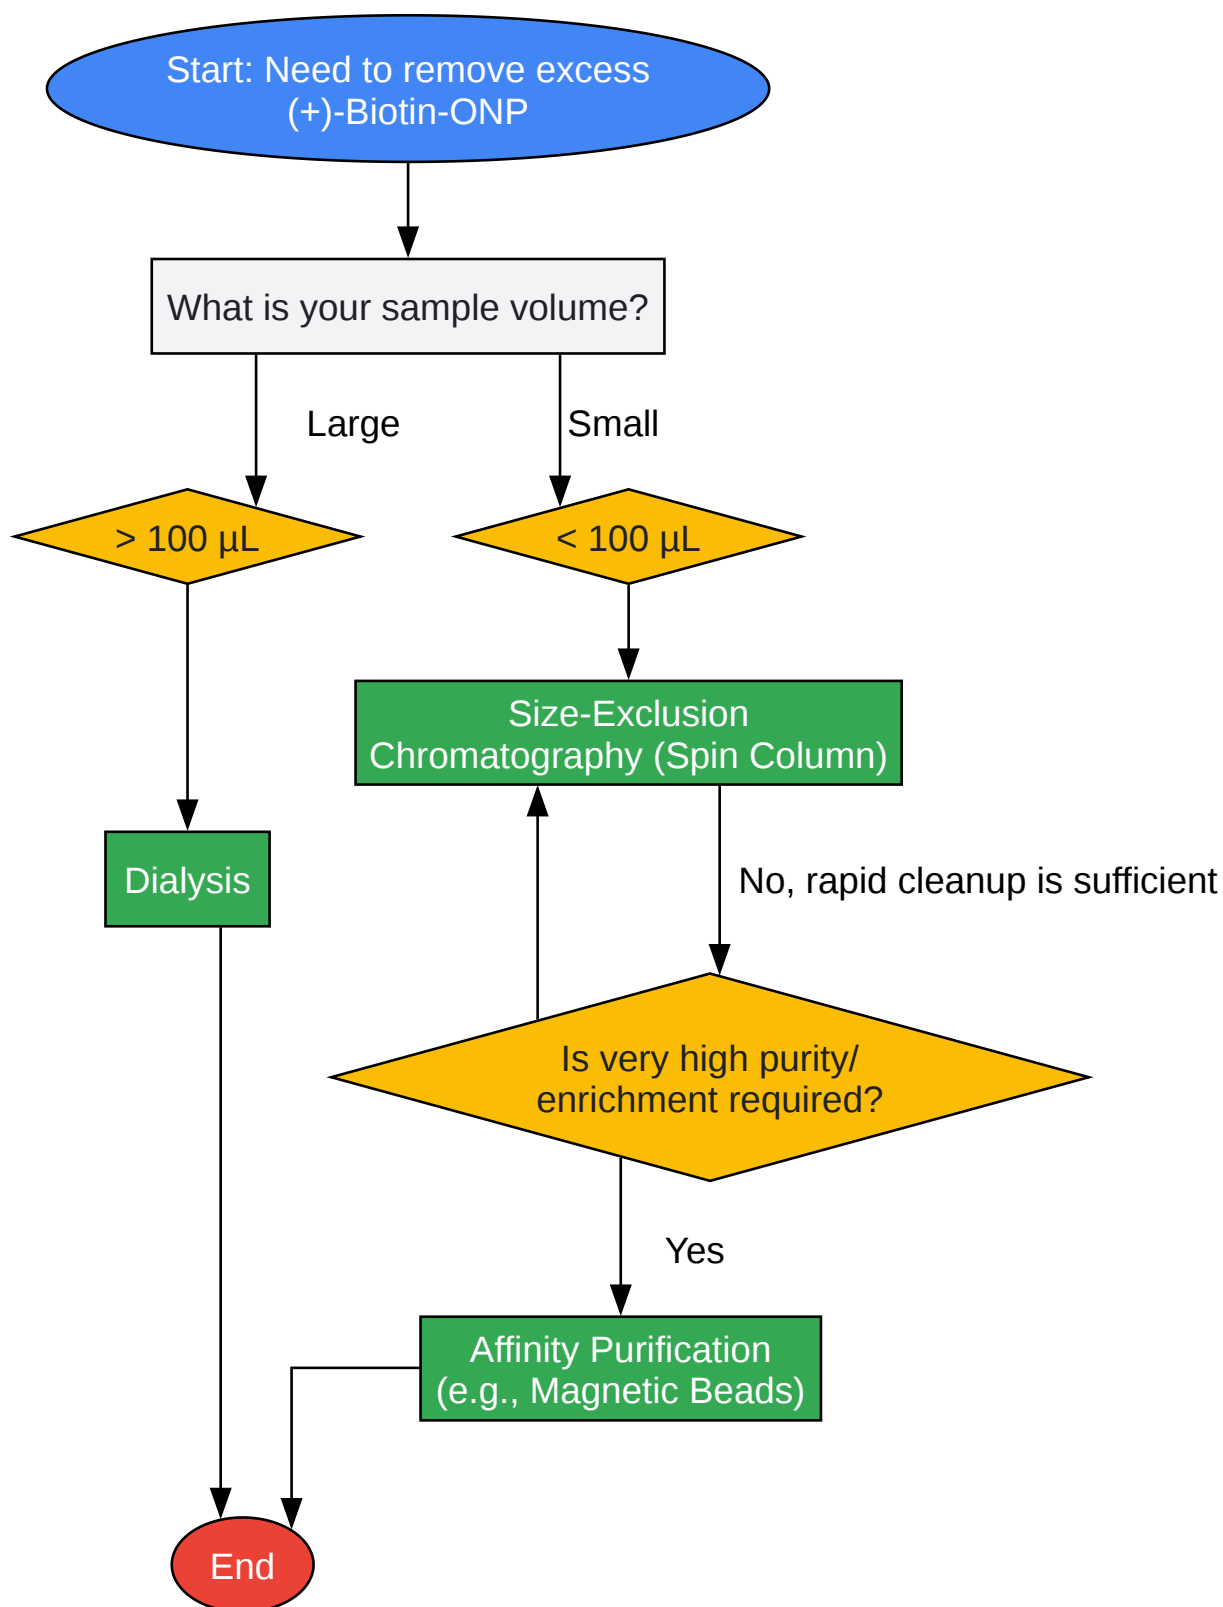 Start: Need to remove excess
(+)-Biotin-ONP
What is your sample volume?
Large
Small
> 100 µL
< 100 µL
Size-Exclusion
Chromatography (Spin Column)
Dialysis
No, rapid cleanup is sufficient
Is very high purity/
enrichment required?
Yes
Affinity Purification
(e.g., Magnetic Beads)
End